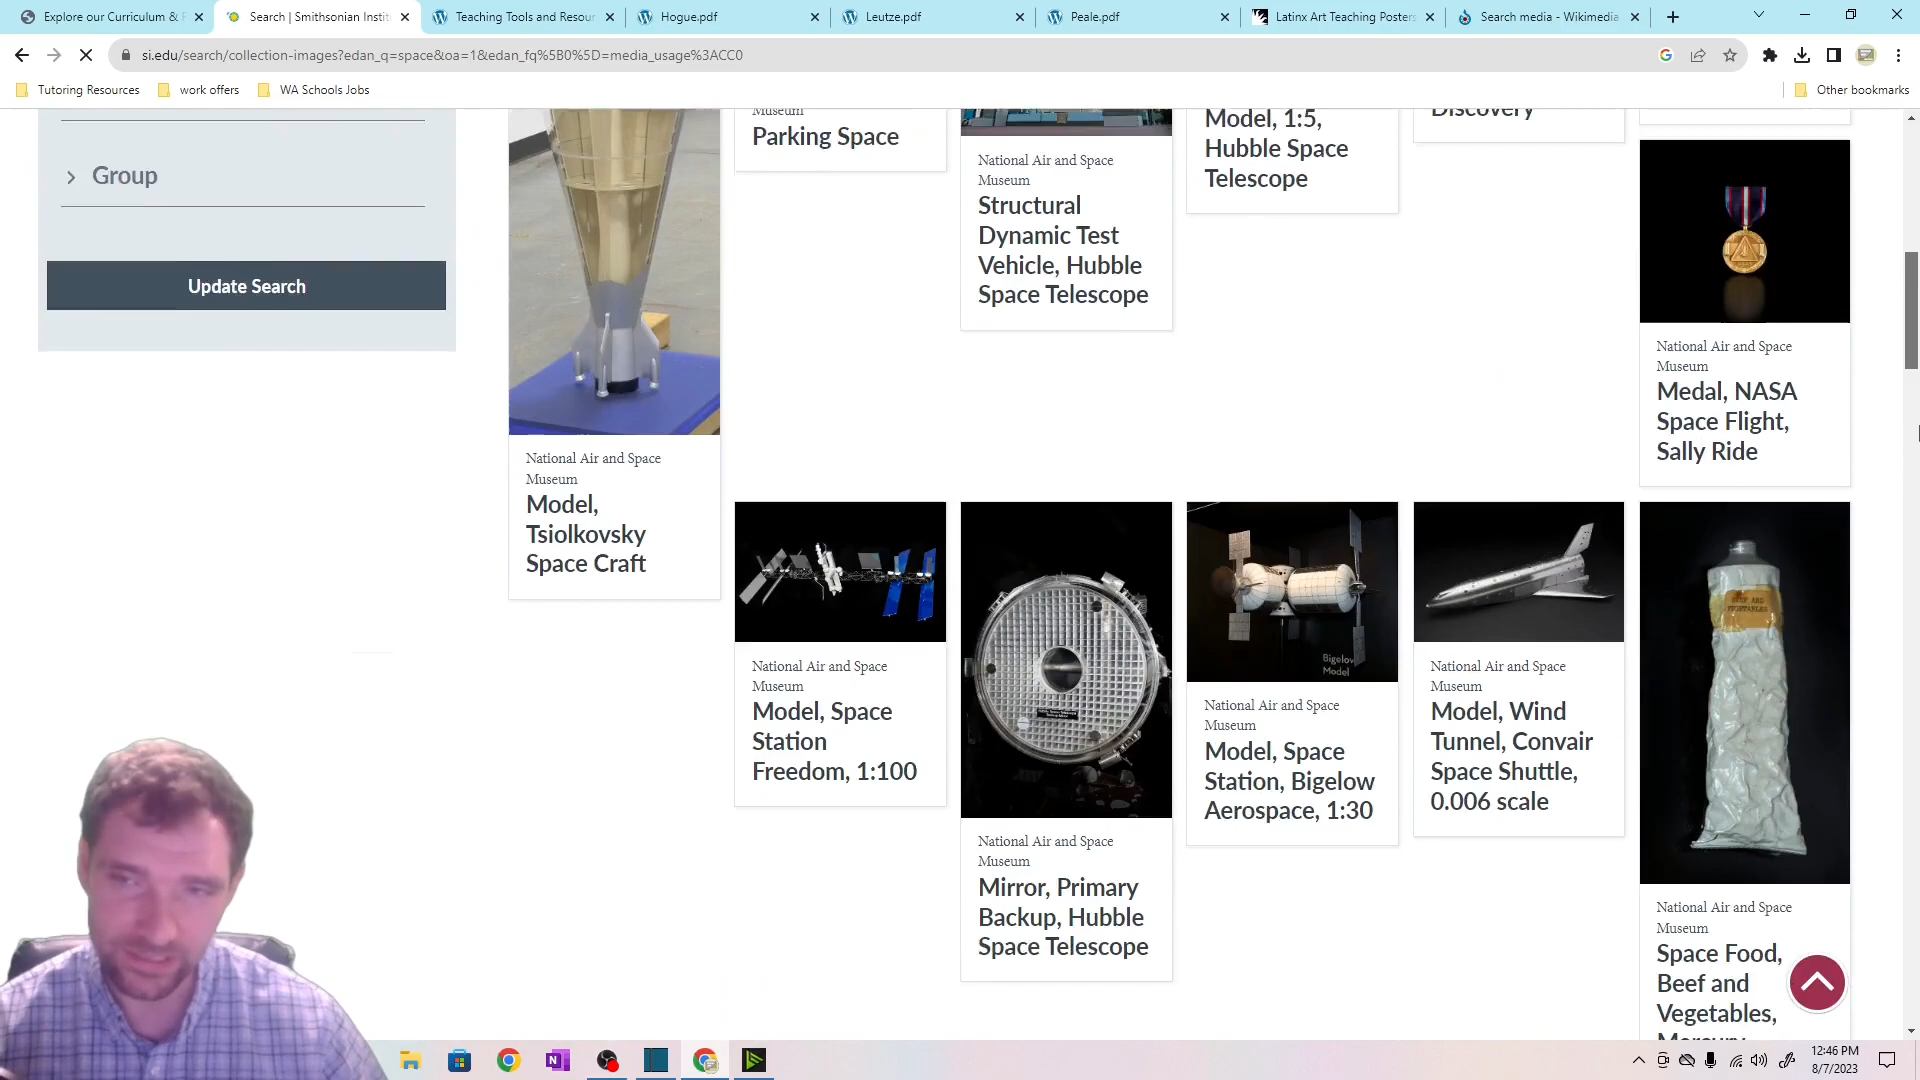 Explore our Curriculum & F
Search | Smithsonian Instit
Teaching Tools and Resour
Hogue.pdf
Leutze.pdf
Peale.pdf
Latinx Art Teaching Posters
Search media - Wikimedia
si.edu/search/collection-images?edan_q=space&oa=1&edan_fq%5B0%5D=media_usage%3ACC0
Tutoring Resources
work offers
WA Schools Jobs
Other bookmarks
Group
Update Search
National Air and Space
Museum
Model,
Tsiolkovsky
Space Craft
Museum
Parking Space
National Air and Space
Museum
Structural
Dynamic Test
Vehicle, Hubble
Space Telescope
Model, 1:5,
Hubble Space
Telescope
Discovery
National Air and Space
Museum
Medal, NASA
Space Flight,
Sally Ride
National Air and Space
Museum
Model, Space
Station
Freedom, 1:100
National Air and Space
Museum
Mirror, Primary
Backup, Hubble
Space Telescope
Bigelow
Model
National Air and Space
Museum
Model, Space
Station, Bigelow
Aerospace, 1:30
National Air and Space
Museum
Model, Wind
Tunnel, Convair
Space Shuttle,
0.006 scale
BEEF AND
VEGETABLES
National Air and Space
Museum
Space Food,
Beef and
Vegetables,
Mercury
12:46 PM
8/7/2023